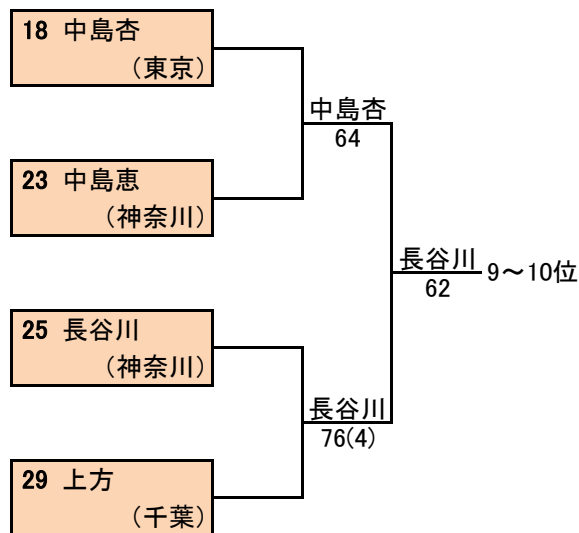 18 中島杏
（東京）
中島杏
64
23 中島恵
（神奈川）
長谷川
62
9～10位
25 長谷川
（神奈川）
長谷川
76(4)
29 上方
（千葉）